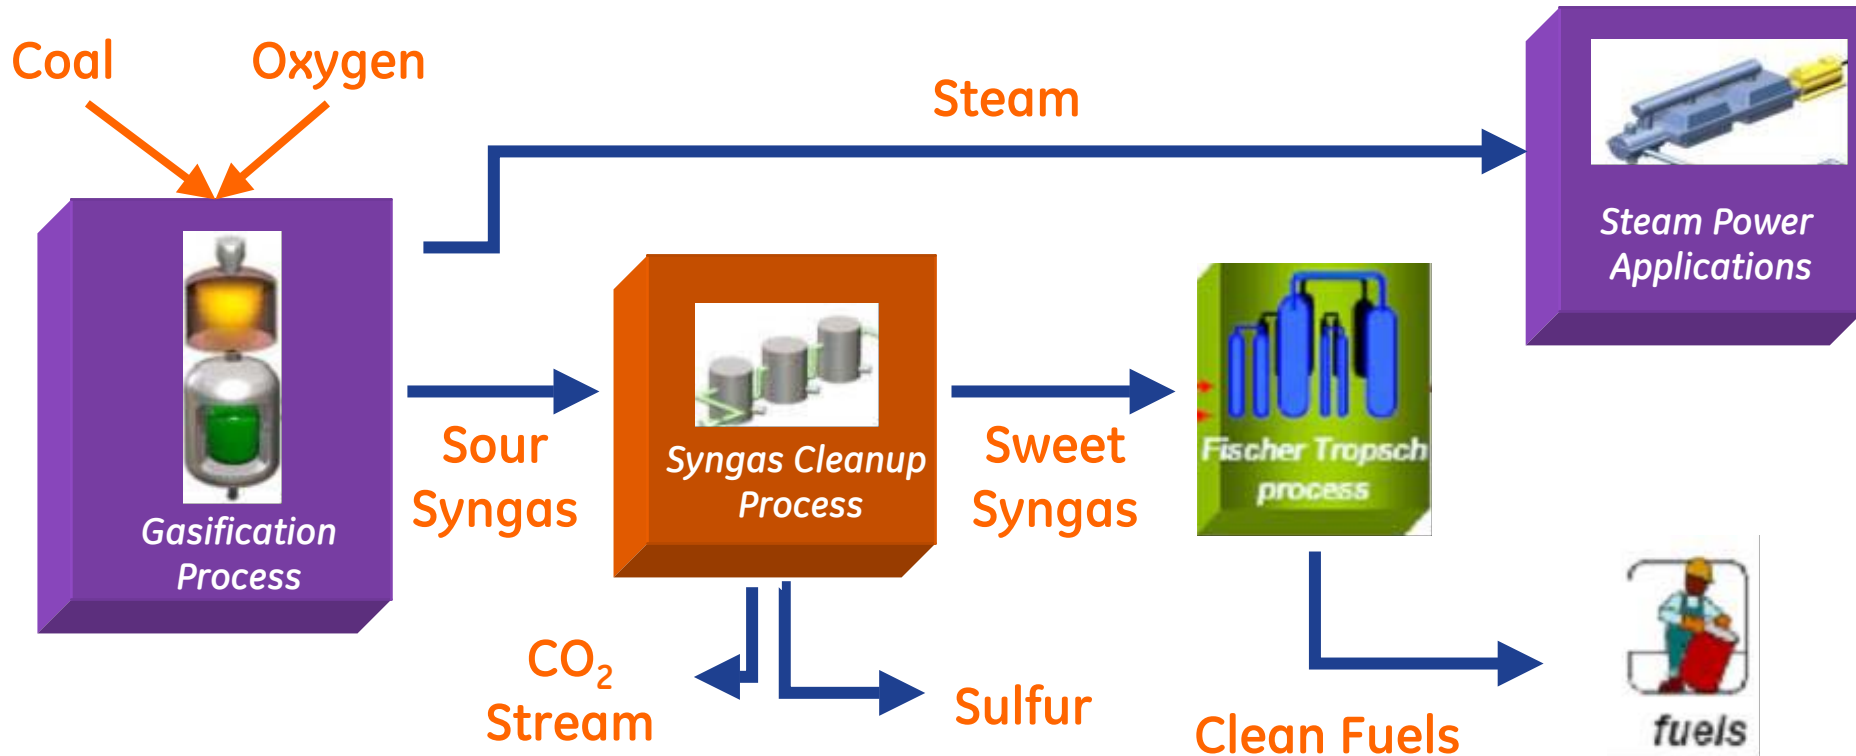 Coal
Oxygen
Steam
Steam Power
Applications
Gasification
Process
Sour
Syngas
Syngas Cleanup
Process
Sweet
Syngas
Fischer Tropsch
process
CO₂
Stream
Sulfur
Clean Fuels
fuels